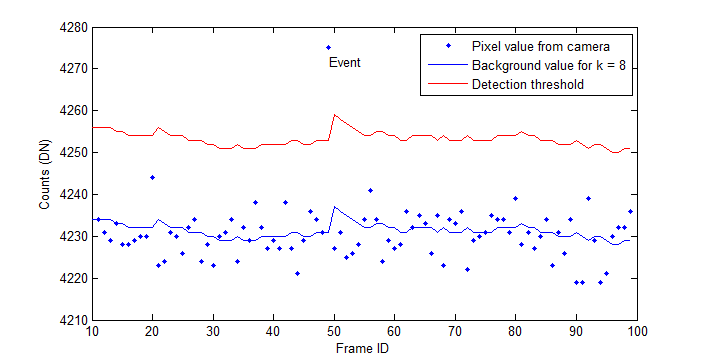 4280
4270
4260
4250
4240
4230
4220
4210
Counts (DN)
Event
Pixel value from camera
Background value for k = 8
Detection threshold
10 20 30 40 50 60 70 80 90 100
Frame ID